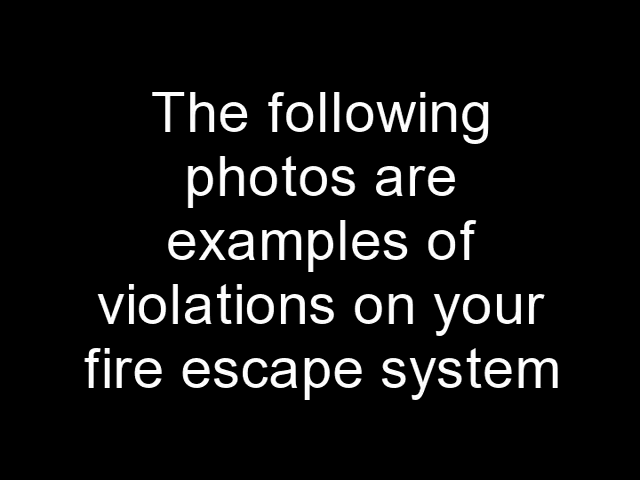 The following
photos are
examples of
violations on your
fire escape system